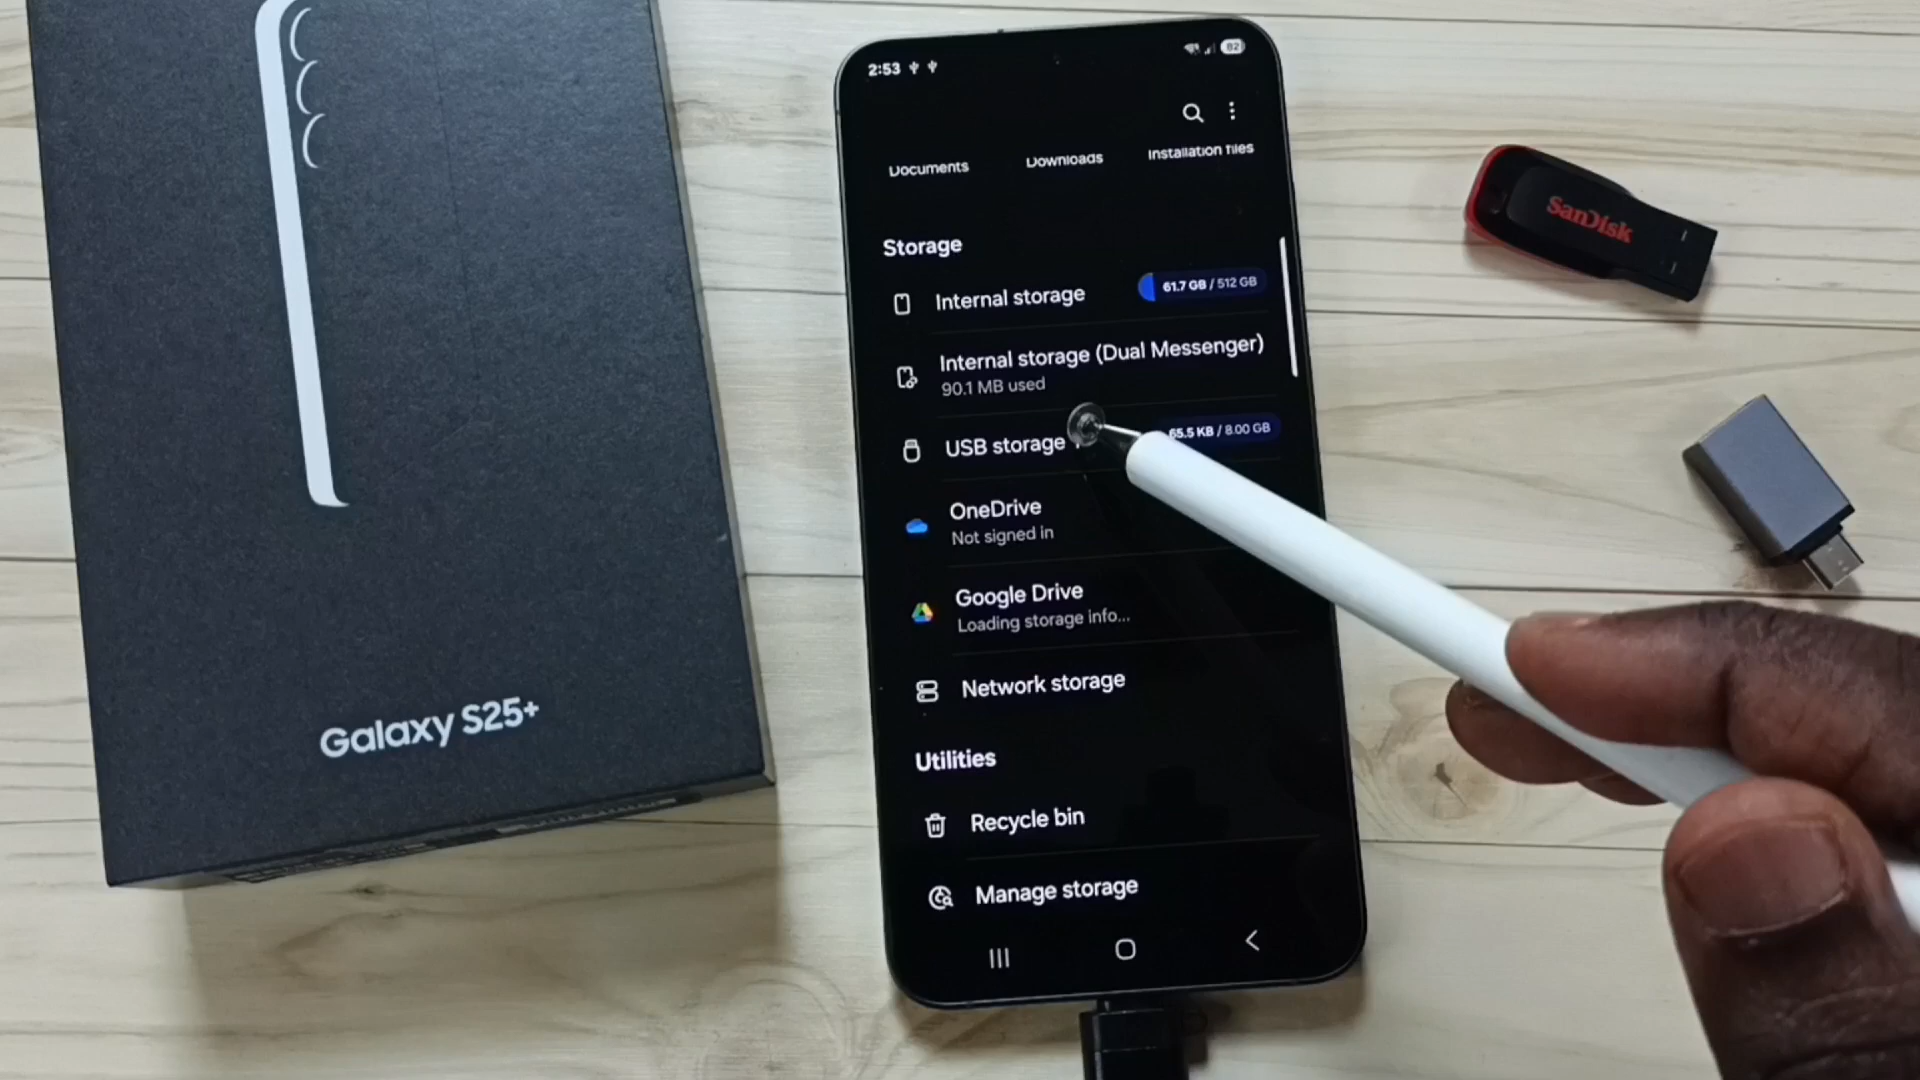 2:53
82
Documents
Downloads
Installation files
Storage
Internal storage
61.7 GB / 512 GB
Internal storage (Dual Messenger)
90.1 MB used
USB storage
65.5 KB / 8.00 GB
OneDrive
Not signed in
Google Drive
Loading storage info...
Network storage
Utilities
Recycle bin
Manage storage
Galaxy S25+
SanDisk